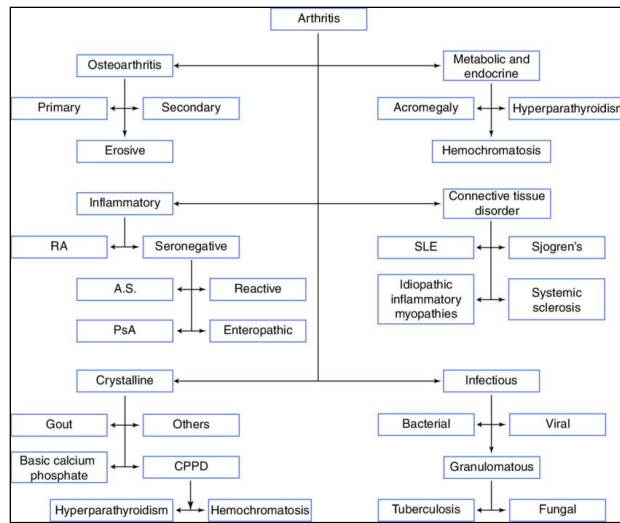 Arthritis
Osteoarthritis
Metabolic and
endocrine
Primary
Secondary
Acromegaly
Hyperparathyroidism
Erosive
Hemochromatosis
Inflammatory
Connective tissue
disorder
RA
Seronegative
SLE
Sjogren's
A.S.
Reactive
Idiopathic
inflammatory
myopathies
Systemic
sclerosis
PsA
Enteropathic
Crystalline
Infectious
Gout
Others
Bacterial
Viral
Basic calcium
phosphate
CPPD
Granulomatous
Hyperparathyroidism
Hemochromatosis
Tuberculosis
Fungal